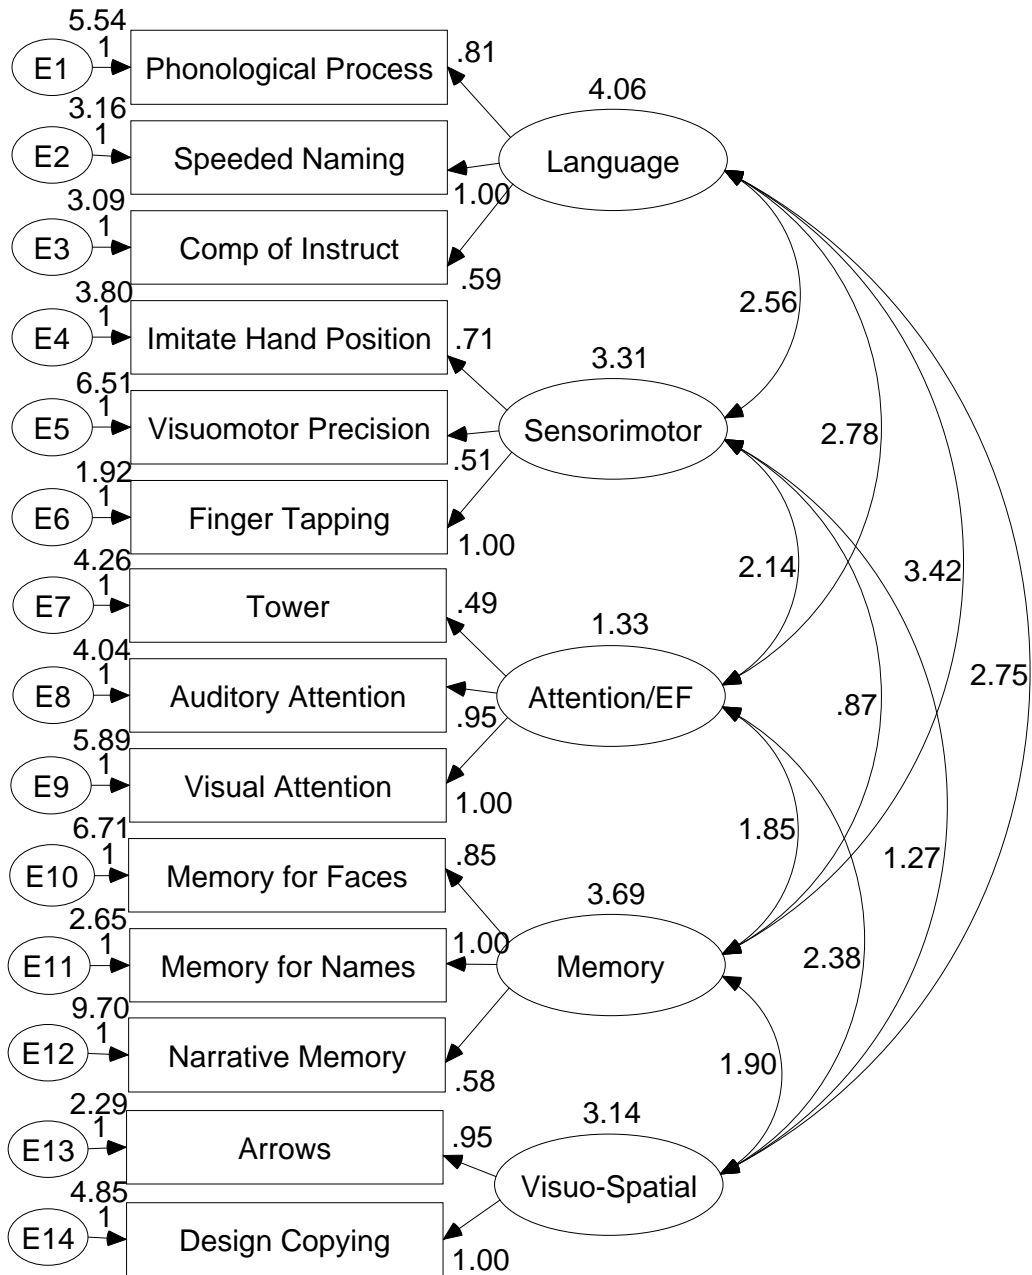 5.54
1
E1
Phonological Process
.81
4.06
3.16
1
E2
Speeded Naming
Language
1.00
3.09
1
E3
Comp of Instruct
.59
2.56
3.80
1
E4
Imitate Hand Position
.71
3.31
6.51
1
E5
Visuomotor Precision
Sensorimotor
2.78
.51
1.92
1
E6
Finger Tapping
1.00
2.14
3.42
4.26
1
E7
Tower
.49
1.33
4.04
1
E8
Auditory Attention
Attention/EF
2.75
.95
.87
5.89
1
E9
Visual Attention
1.00
1.85
6.71
1
E10
Memory for Faces
.85
1.27
3.69
2.65
1
E11
Memory for Names
1.00
Memory
2.38
9.70
1
E12
Narrative Memory
.58
1.90
2.29
1
E13
Arrows
.95
3.14
4.85
1
E14
Design Copying
Visuo-Spatial
1.00